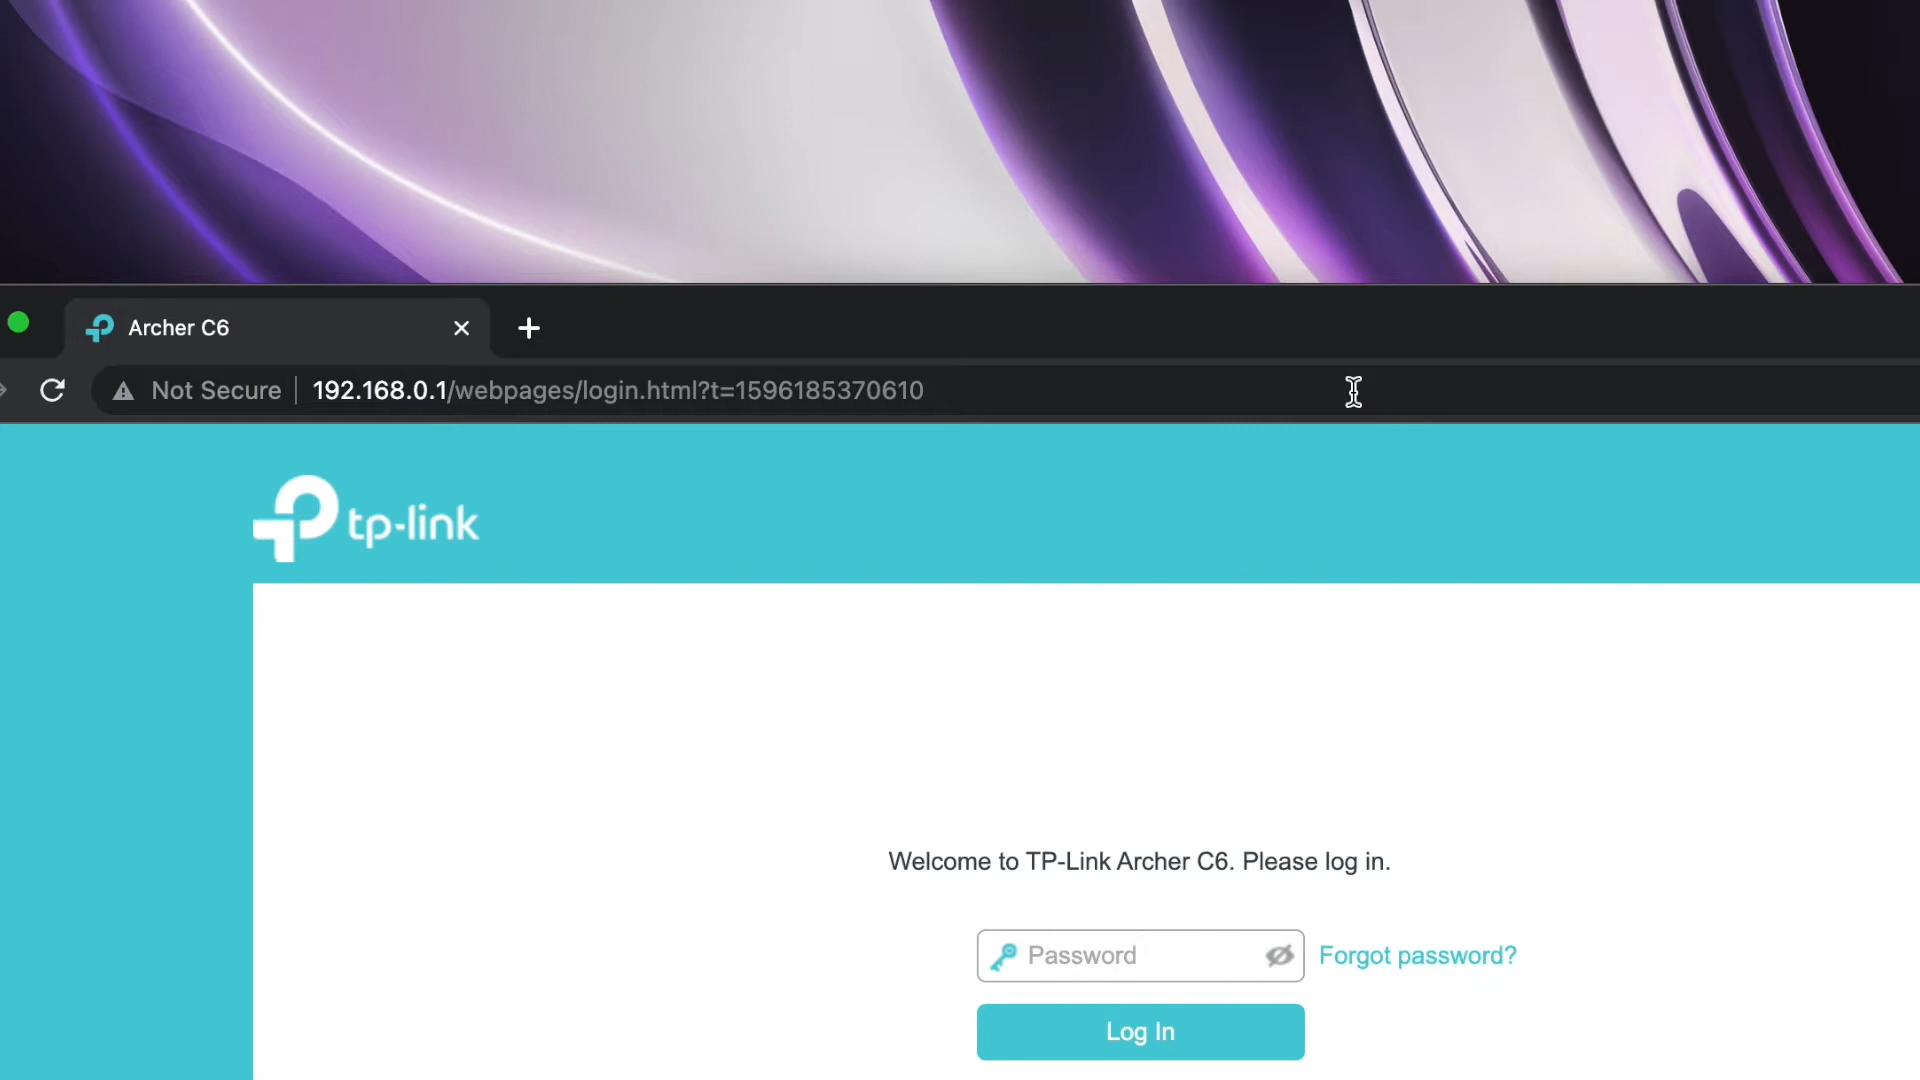 Archer C6
Not Secure
192.168.0.1/webpages/login.html?t=1596185370610
tp-link
Welcome to TP-Link Archer C6. Please log in.
Password
Forgot password?
Log In